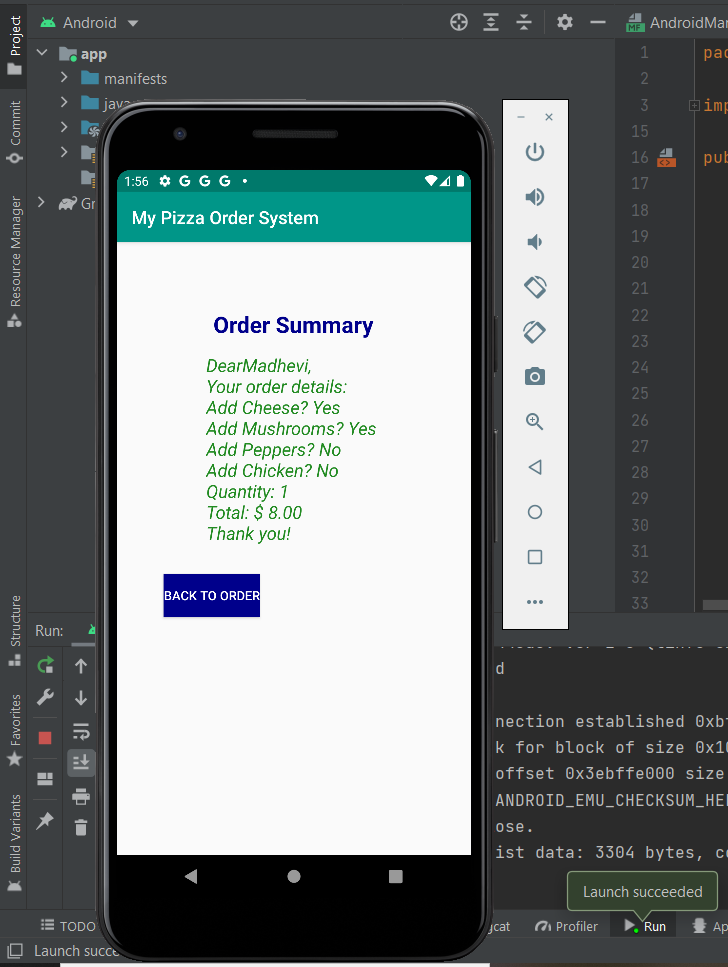 Android
AndroidMan
app
manifests
java
Gr
Project
Commit
Resource Manager
Structure
Favorites
Build Variants
1:56 G G G
My Pizza Order System
Order Summary
DearMadhevi,
Your order details:
Add Cheese? Yes
Add Mushrooms? Yes
Add Peppers? No
Add Chicken? No
Quantity: 1
Total: $ 8.00
Thank you!
BACK TO ORDER
MF
1 pac
2
3 imp
15
16 pub
17
18
19
20
21
22
23
24
25
26
27
28
29
30
31
32
33
Run:
d
nection established 0xb
k for block of size 0x10
offset 0x3ebffe000 size
ANDROID_EMU_CHECKSUM_HE
ose.
ist data: 3304 bytes, c
Launch succeeded
TODO
gcat
Profiler
Run
Ap
Launch succe